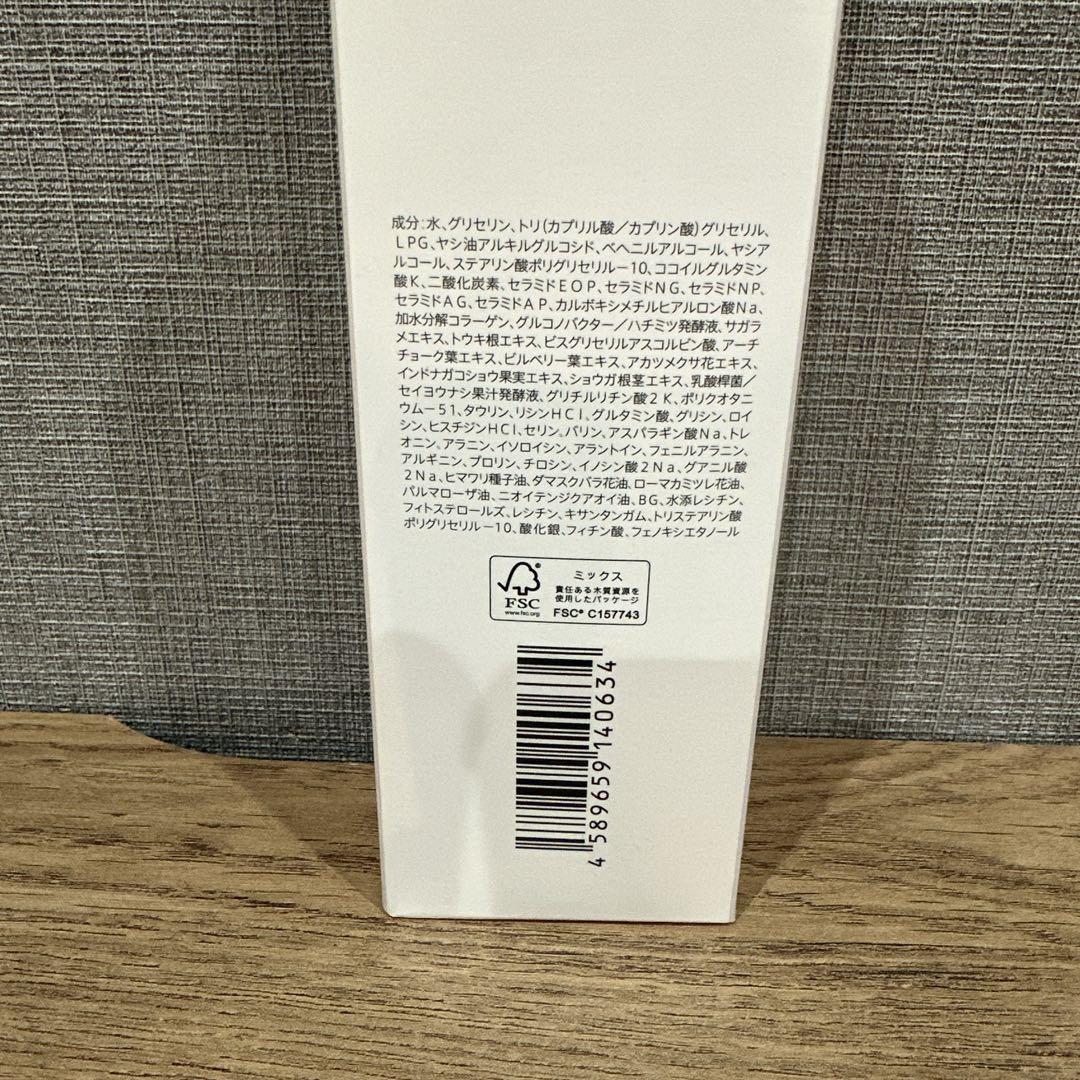 成分:水、グリセリン、トリ(カプリル酸/カプリン酸)グリセリル、
LPG、ヤシ油アルキルグルコシド、ベヘニルアルコール、ヤシア
ルコール、ステアリン酸ポリグリセリル-10、ココイルグルタミン
酸K、二酸化炭素、セラミドEOP、セラミドNG、セラミドNP、
セラミドAG、セラミドAP、カルボキシメチルヒアルロン酸Na、
加水分解コラーゲン、グルコノバクター/ハチミツ発酵液、サガラ
メエキス、トウキ根エキス、ビスグリセリルアスコルビン酸、アーチ
チョーク葉エキス、ビルベリー葉エキス、アカツメクサ花エキス、
インドナガコショウ果実エキス、ショウガ根茎エキス、乳酸桿菌/
セイヨウナシ果汁発酵液、グリチルリチン酸2K、ポリクオタニ
ウム-51、タウリン、リシンHCl、グルタミン酸、グリシン、ロイ
シン、ヒスチジンHCl、セリン、バリン、アスパラギン酸Na、トレ
オニン、アラニン、イソロイシン、アラントイン、フェニルアラニン、
アルギニン、プロリン、チロシン、イノシン酸2Na、グアニル酸
2Na、ヒマワリ種子油、ダマスクバラ花油、ローマカミツレ花油、
パルマローザ油、ニオイテンジクアオイ油、BG、水添レシチン、
フィトステロールズ、レシチン、キサンタンガム、トリステアリン酸
ポリグリセリル-10、酸化銀、フィチン酸、フェノキシエタノール
FSC
www.fsc.org
ミックス
責任ある木質資源を
使用したパッケージ
FSC® C157743
4 589659 140634